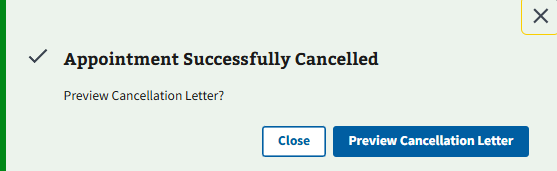 Appointment Successfully Cancelled
Preview Cancellation Letter?
Close
Preview Cancellation Letter